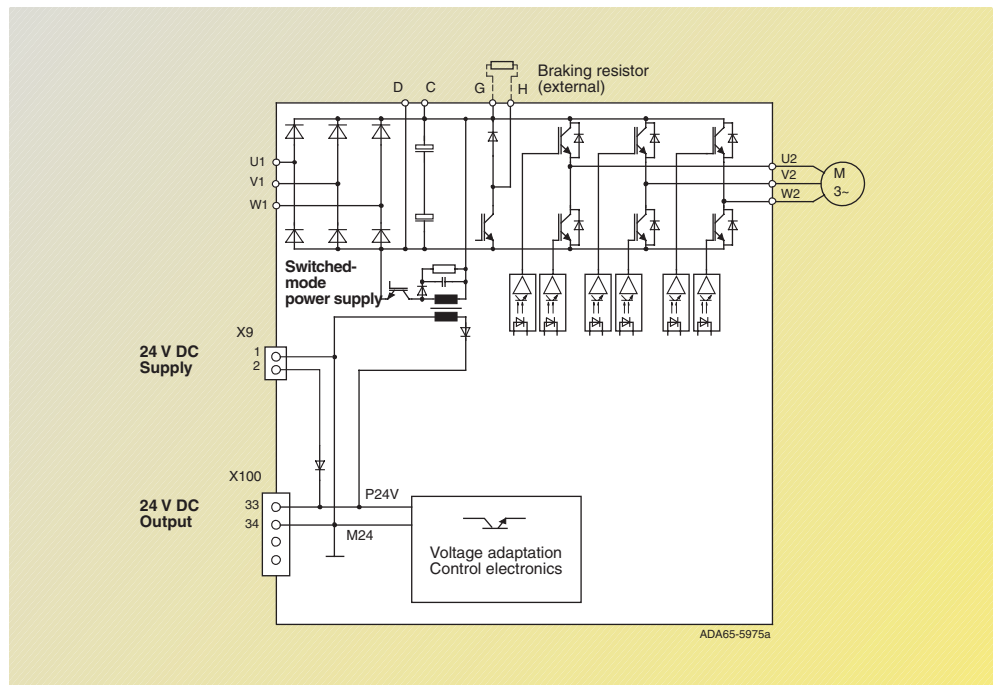 Braking resistor
(external)
D C G H
U1
V1
W1
U2
V2
W2
M
3~
Switched-
mode
power supply
X9
24 V DC
Supply
1
2
X100
24 V DC
Output
33
34
P24V
M24
Voltage adaptation
Control electronics
ADA65-5975a